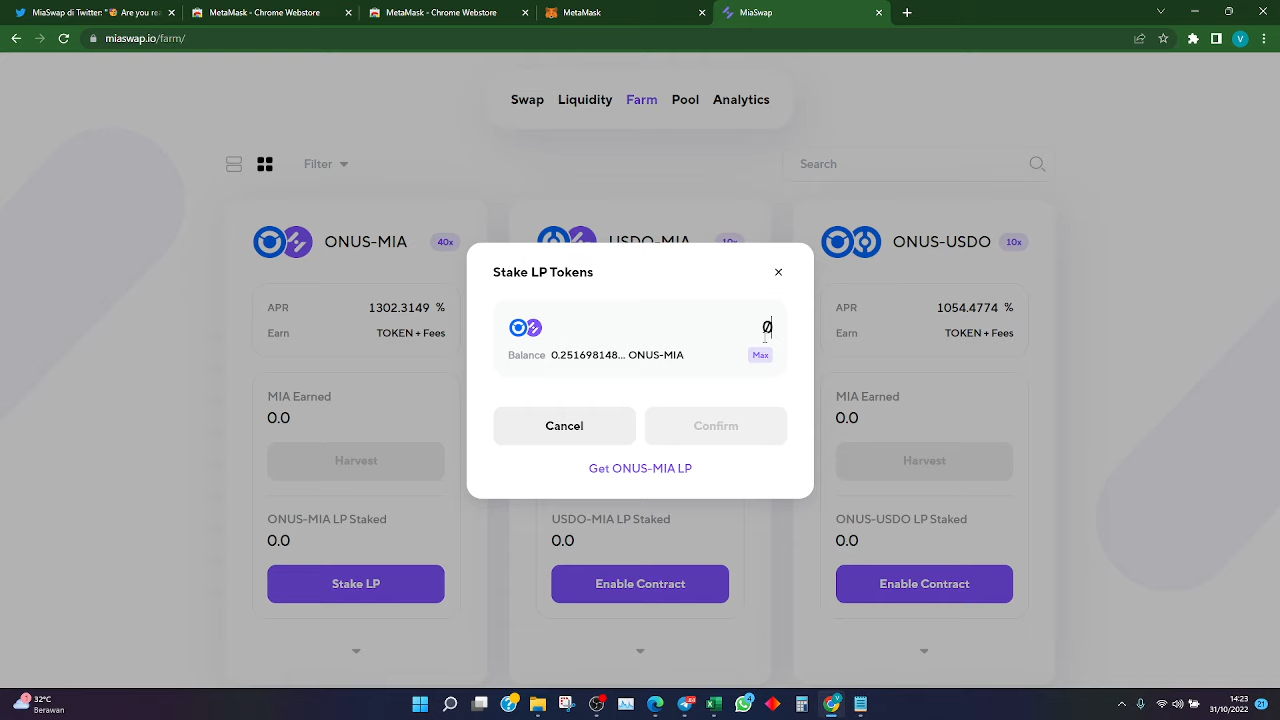 MiaSwap di Twitter "🤩 Are you re
MetaMask - Chrome Webstore
MetaMask - Chrome Webstore
MetaMask
MiaSwap
miaswap.io/farm/
V
Swap Liquidity Farm Pool Analytics
Filter
Search
ONUS-MIA 40x
USDO-MIA 10x
ONUS-USDO 10x
APR 1302.3149 %
Earn TOKEN + Fees
APR 1054.4774 %
Earn TOKEN + Fees
Stake LP Tokens
0
Balance 0.251698148... ONUS-MIA Max
Cancel Confirm
Get ONUS-MIA LP
MIA Earned
0.0
Harvest
MIA Earned
0.0
Harvest
ONUS-MIA LP Staked
0.0
Stake LP
USDO-MIA LP Staked
0.0
Enable Contract
ONUS-USDO LP Staked
0.0
Enable Contract
32°C
Berawan
14:23
31/10/2022